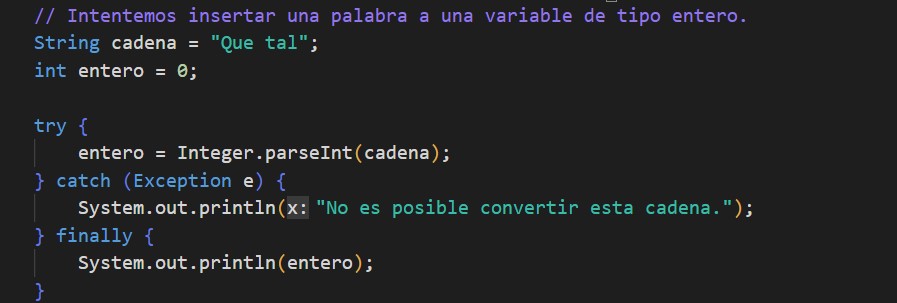 // Intentemos insertar una palabra a una variable de tipo entero.
String cadena = "Que tal";
int entero = 0;
try {
entero = Integer.parseInt(cadena);
} catch (Exception e) {
System.out.println(x: "No es posible convertir esta cadena.");
} finally {
System.out.println(entero);
}